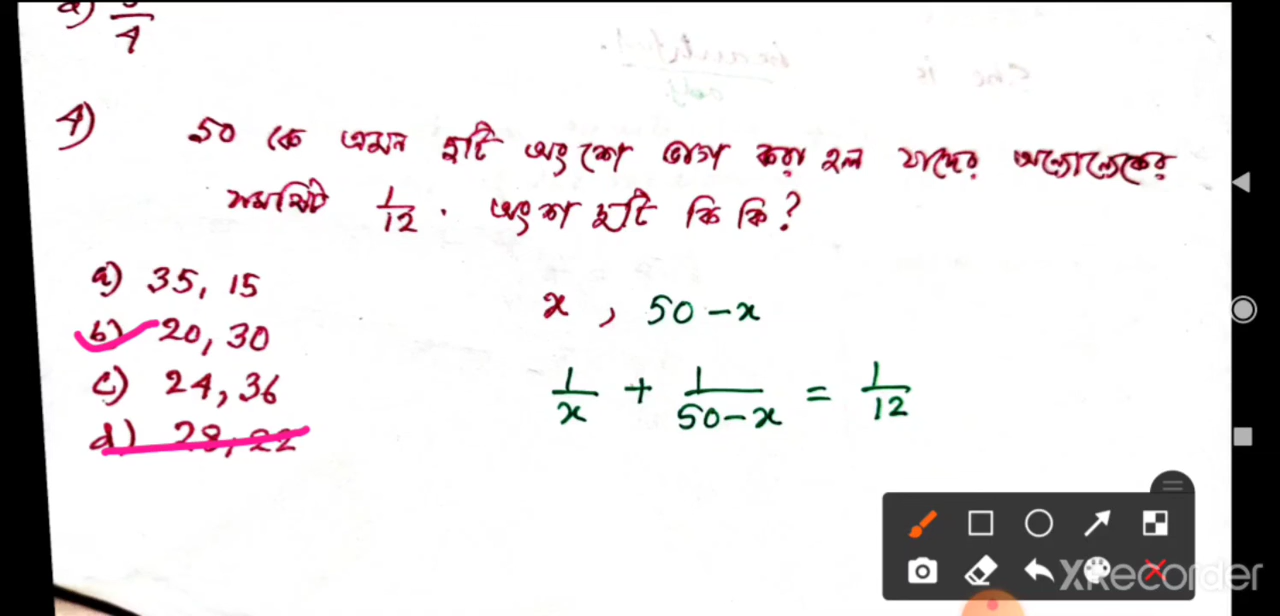 4
4) 50 কে এমন দুটি অংশে ভাগ করা হল যাদের অন্যোন্যকের
সমষ্টি 1/12 . অংশ দুটি কি কি ?
a) 35, 15
b) 20, 30
c) 24, 36
d) 28, 22
x , 50 - x
1/x + 1/(50-x) = 1/12
XRecorder